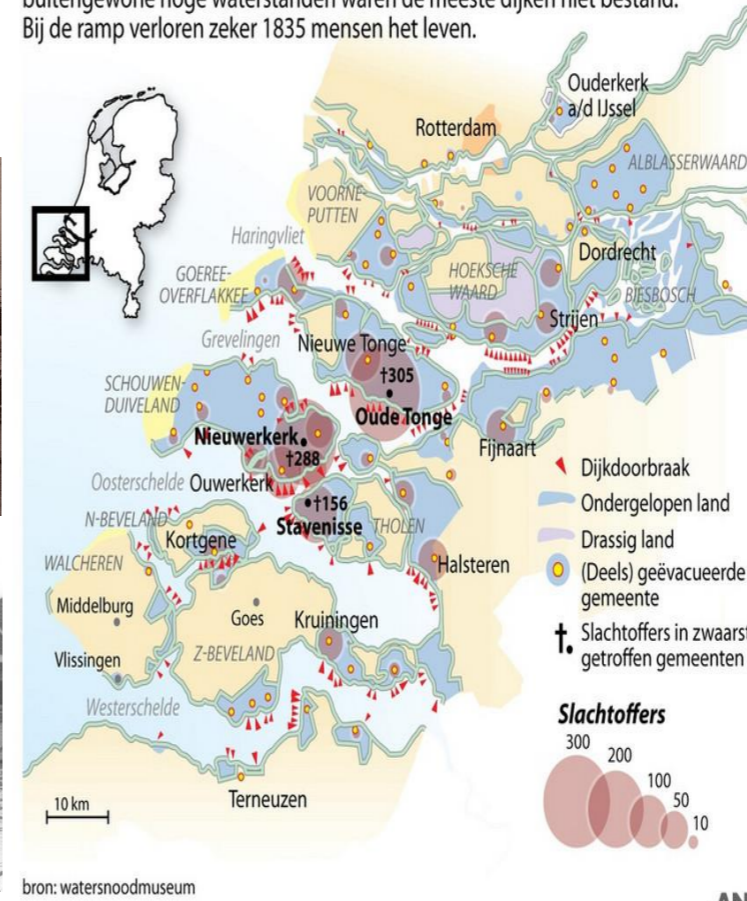 buitengewone hoge waterstanden waren de meeste dijken niet bestand.
Bij de ramp verloren zeker 1835 mensen het leven.
Ouderkerk
a/d IJssel
Rotterdam
ALBLASSERWAARD
VOORNE-
PUTTEN
Haringvliet
Dordrecht
GOEREE-
OVERFLAKKEE
HOEKSCHE
WAARD
BIESBOSCH
Strijen
Grevelingen
Nieuwe Tonge
†305
SCHOUWEN-
DUIVELAND
Oude Tonge
Nieuwerkerk
†288
Fijnaart
Oosterschelde
Ouwerkerk
†156
Stavenisse
THOLEN
N-BEVELAND
Kortgene
WALCHEREN
Halsteren
Middelburg
Goes
Kruiningen
Vlissingen
Z-BEVELAND
Westerschelde
Terneuzen
Dijkdoorbraak
Ondergelopen land
Drassig land
(Deels) geëvacueerde
gemeente
†. Slachtoffers in zwaarst
getroffen gemeenten
Slachtoffers
300
200
100
50
10
10 km
bron: watersnoodmuseum